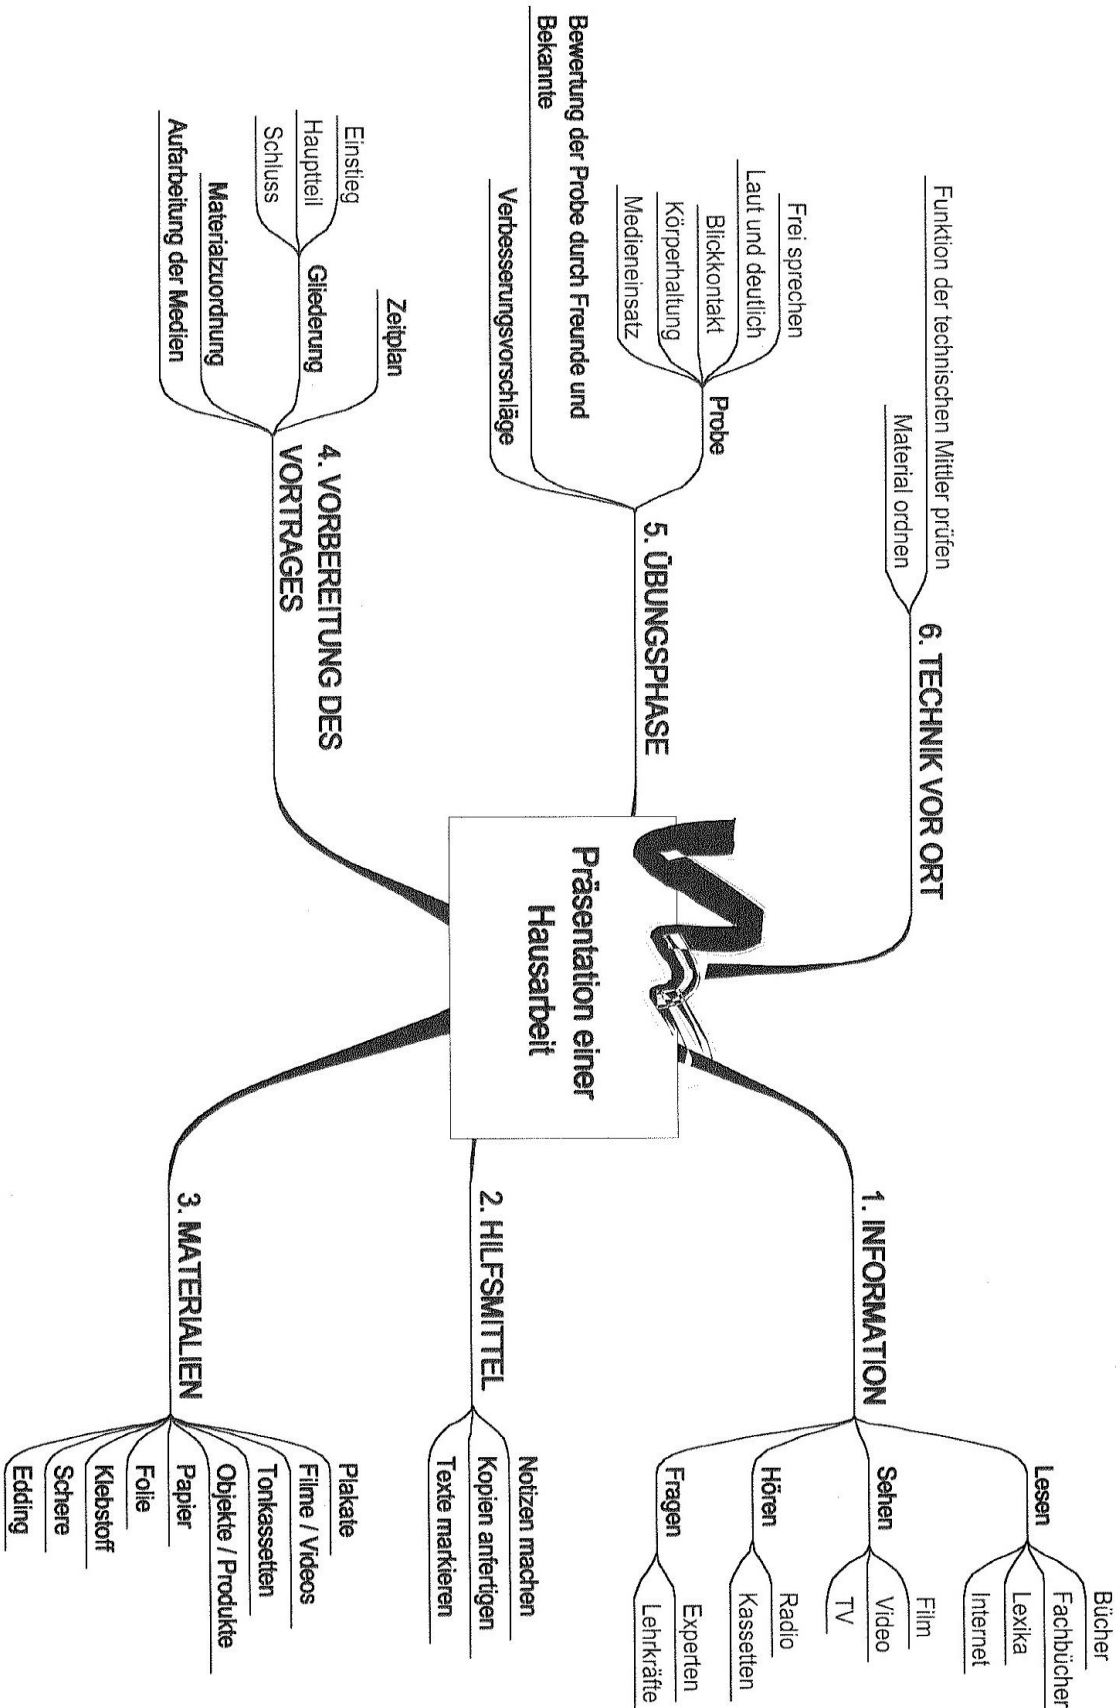 Präsentation einer
Hausarbeit
1. INFORMATION
Lesen
Bücher
Fachbücher
Lexika
Internet
Sehen
Film
Video
TV
Hören
Radio
Kassetten
Fragen
Experten
Lehrkräfte
2. HILFSMITTEL
Notizen machen
Kopien anfertigen
Texte markieren
3. MATERIALIEN
Plakate
Filme / Videos
Tonkassetten
Objekte / Produkte
Papier
Folie
Klebstoff
Schere
Edding
4. VORBEREITUNG DES
VORTRAGES
Zeitplan
Gliederung
Einstieg
Hauptteil
Schluss
Materialzuordnung
Aufarbeitung der Medien
5. ÜBUNGSPHASE
Probe
Frei sprechen
Laut und deutlich
Blickkontakt
Körperhaltung
Medieneinsatz
Bewertung der Probe durch Freunde und
Bekannte
Verbesserungsvorschläge
6. TECHNIK VOR ORT
Funktion der technischen Mittler prüfen
Material ordnen